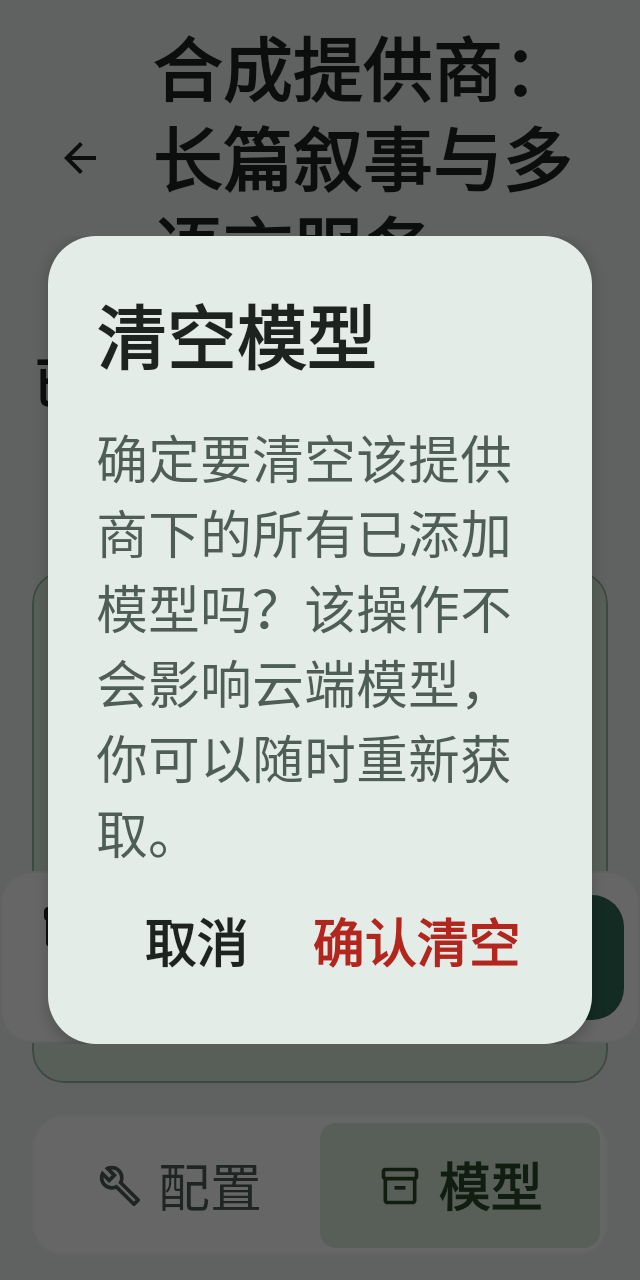 合成提供商：
长篇叙事与多
清空模型
确定要清空该提供
商下的所有已添加
模型吗？该操作不
会影响云端模型，
你可以随时重新获
取。
取消 确认清空
配置 模型